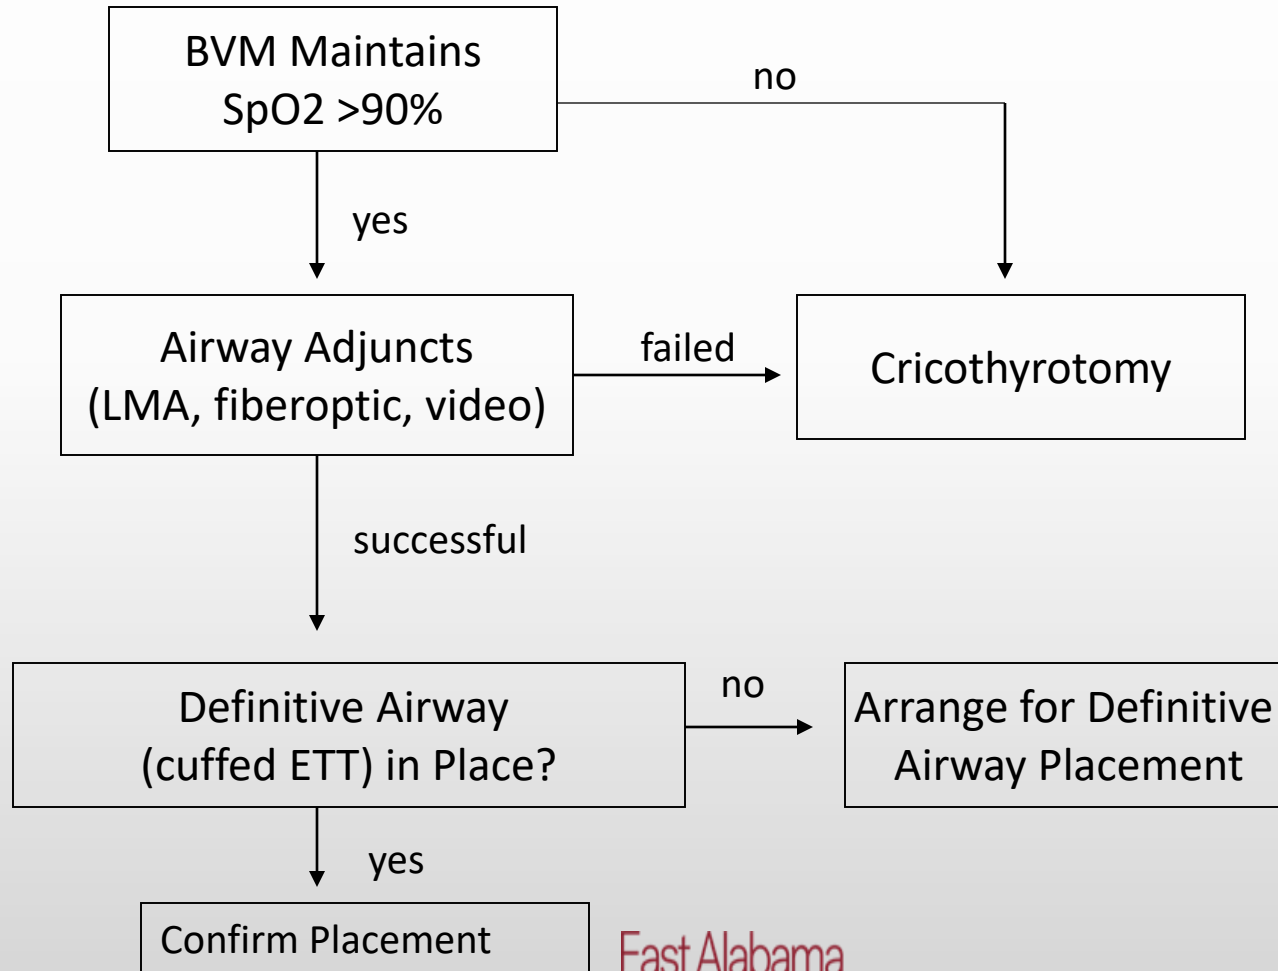 BVM Maintains
SpO2 >90%
no
yes
Airway Adjuncts
(LMA, fiberoptic, video)
failed
Cricothyrotomy
successful
Definitive Airway
(cuffed ETT) in Place?
no
Arrange for Definitive
Airway Placement
yes
Confirm Placement
East Alabama